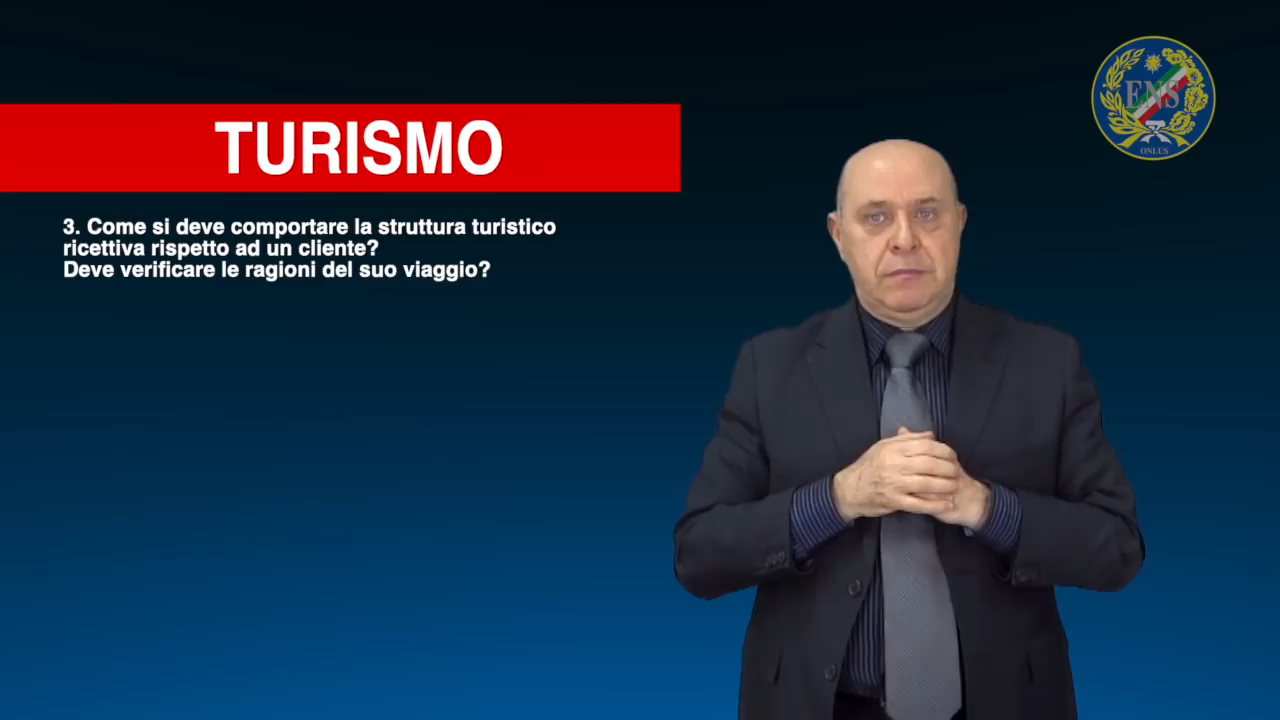 TURISMO
3. Come si deve comportare la struttura turistico
ricettiva rispetto ad un cliente?
Deve verificare le ragioni del suo viaggio?
ENS
ONLUS